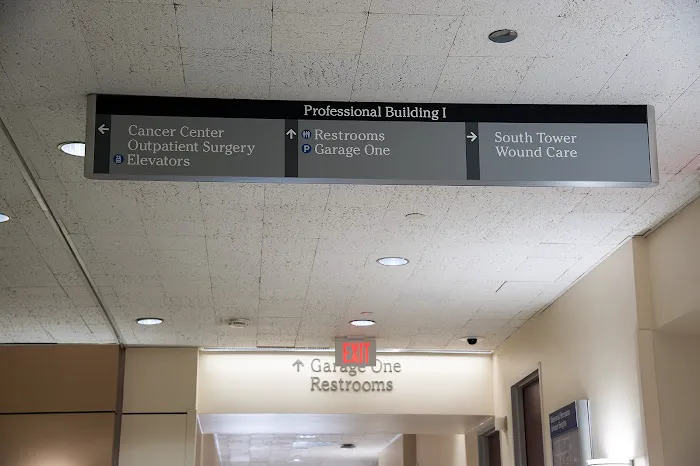 Professional Building I
←
Cancer Center
Outpatient Surgery
Elevators
↑
Restrooms
P Garage One
→
South Tower
Wound Care
EXIT
↑ Garage One
Restrooms